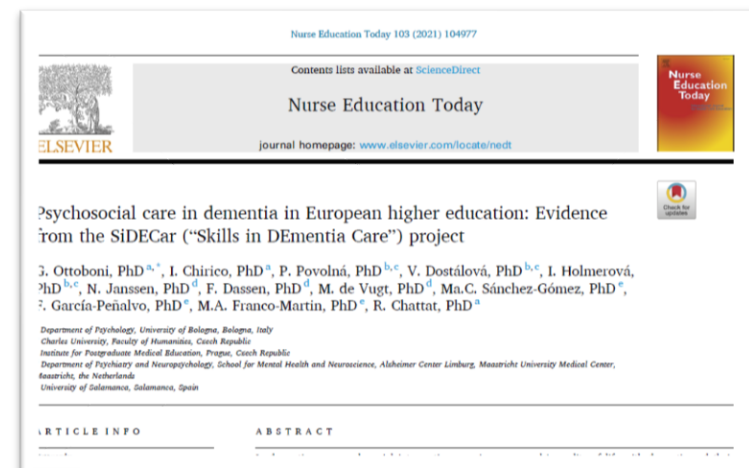 Nurse Education Today 103 (2021) 104977
Contents lists available at ScienceDirect
Nurse Education Today
journal homepage: www.elsevier.com/locate/nedt
ELSEVIER
Nurse
Education
Today
Check for
updates
Psychosocial care in dementia in European higher education: Evidence
from the SiDECar (“Skills in DEmentia Care”) project
G. Ottoboni, PhD a,*, I. Chirico, PhD a, P. Povolná, PhD b,c, V. Dostálová, PhD b,c, I. Holmerová,
PhD b,c, N. Janssen, PhD d, F. Dassen, PhD d, M. de Vugt, PhD d, Ma.C. Sánchez-Gómez, PhD e,
F. García-Peñalvo, PhD e, M.A. Franco-Martin, PhD e, R. Chattat, PhD a
Department of Psychology, University of Bologna, Bologna, Italy
Charles University, Faculty of Humanities, Czech Republic
Institute for Postgraduate Medical Education, Prague, Czech Republic
Department of Psychiatry and Neuropsychology, School for Mental Health and Neuroscience, Alzheimer Center Limburg, Maastricht University Medical Center,
Maastricht, the Netherlands
University of Salamanca, Salamanca, Spain
ARTICLE INFO
ABSTRACT